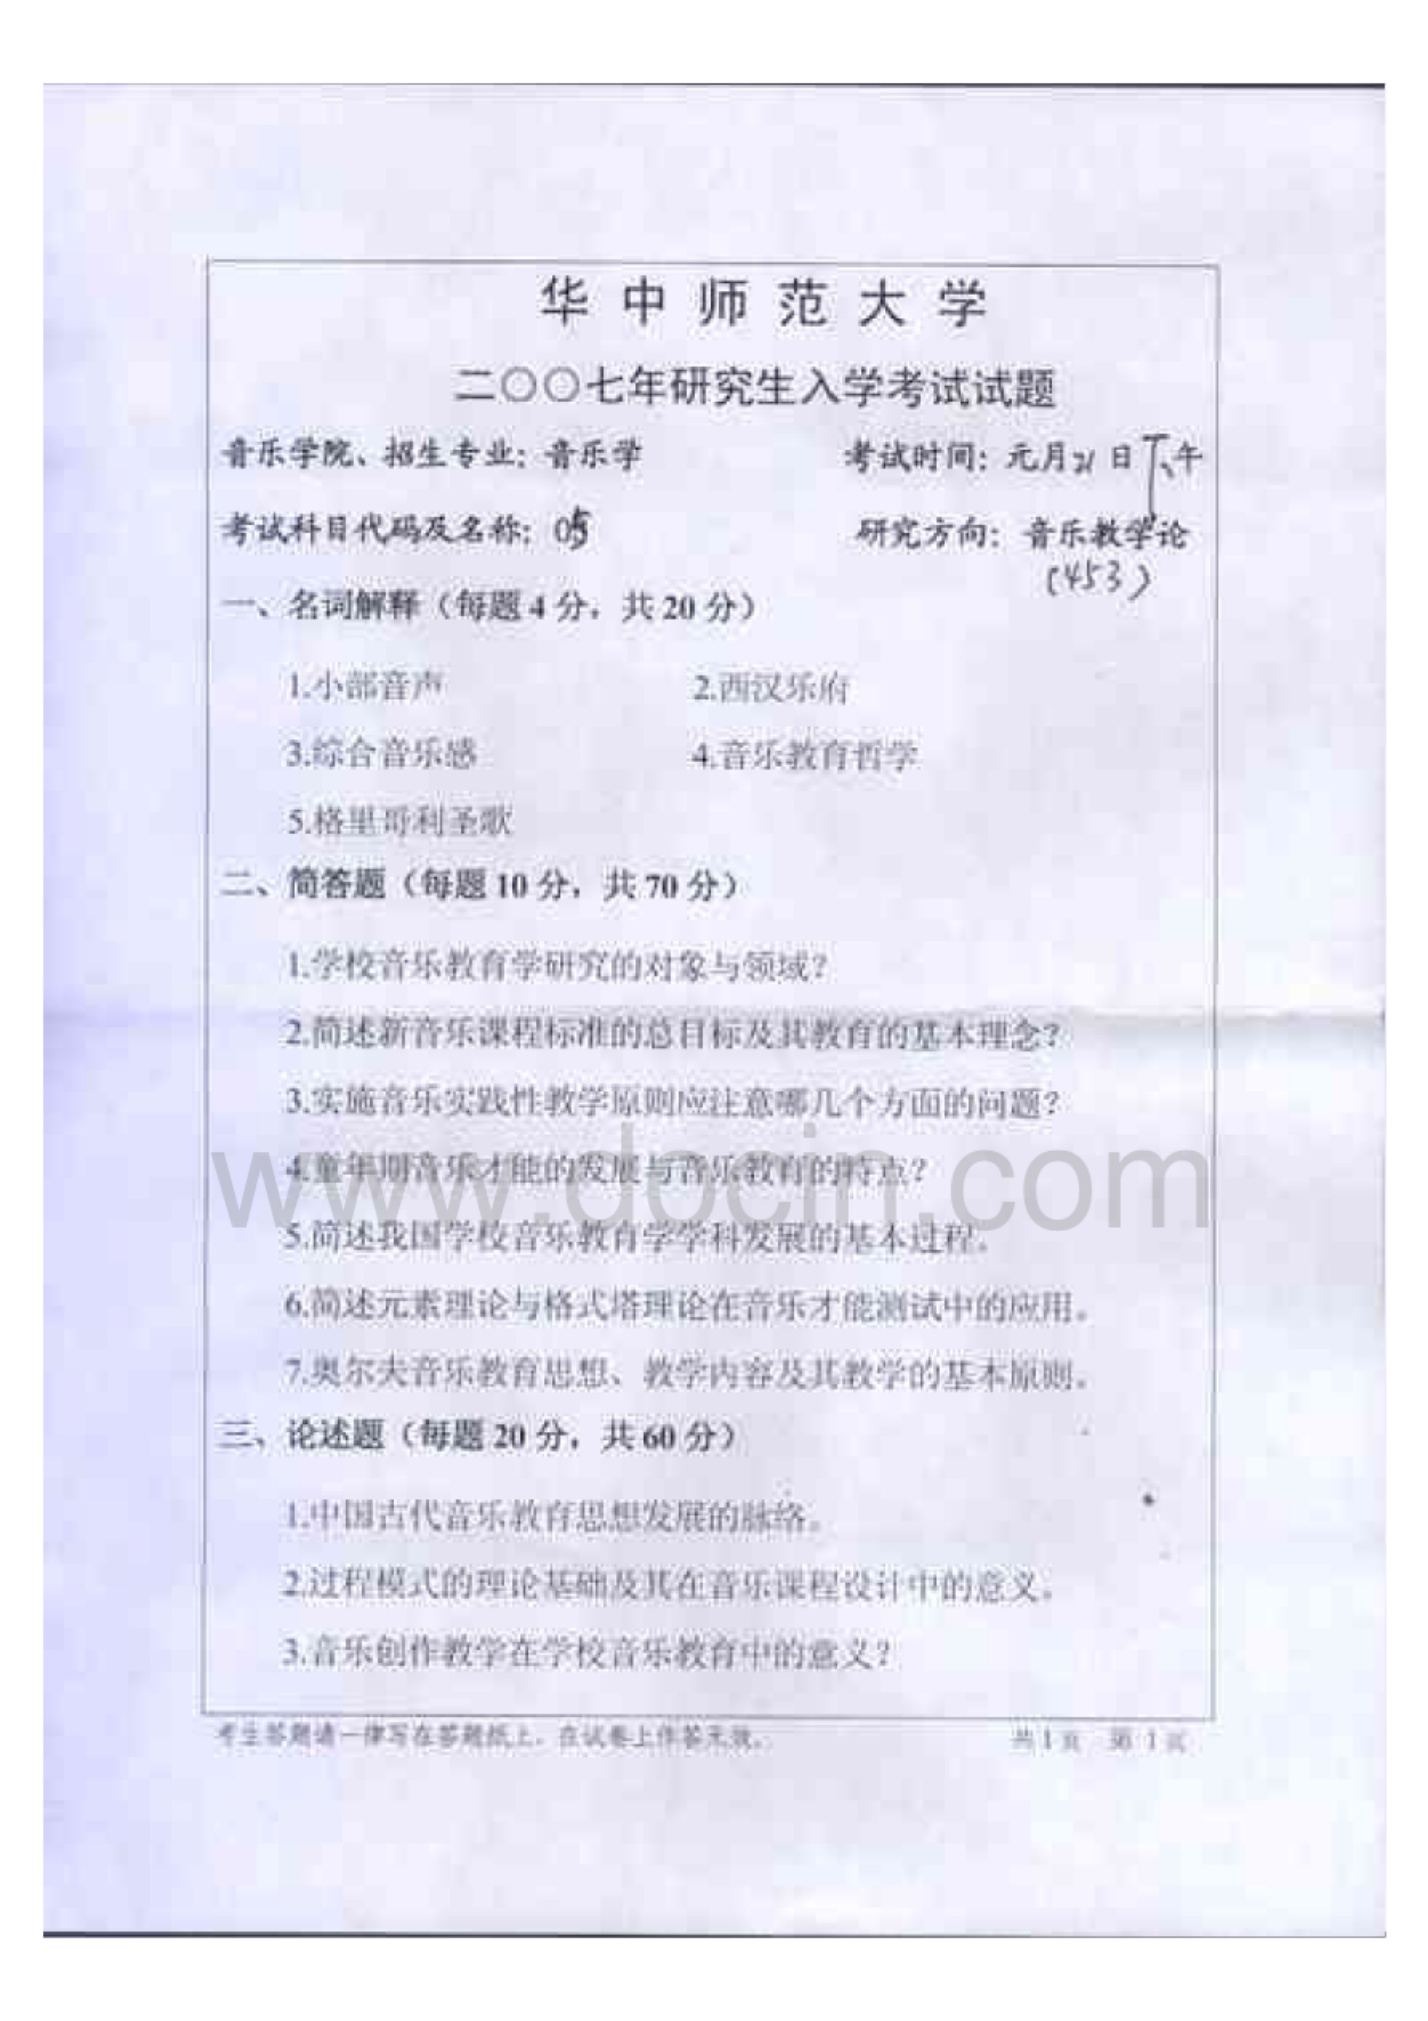 华中师范大学
二〇〇七年研究生入学考试试题
音乐学院、招生专业：音乐学 考试时间：元月21日下午
考试科目代码及名称：05 研究方向：音乐教学论
(453)
一、名词解释（每题4分，共20分）
1.小部音声 2.西汉乐府
3.综合音乐感 4.音乐教育哲学
5.格里哥利圣歌
二、简答题（每题10分，共70分）
1.学校音乐教育学研究的对象与领域？
2.简述新音乐课程标准的总目标及其教育的基本理念？
3.实施音乐实践性教学原则应注意哪几个方面的问题？
4.童年期音乐才能的发展与音乐教育的特点？
www.docin.com
5.简述我国学校音乐教育学学科发展的基本过程。
6.简述元素理论与格式塔理论在音乐才能测试中的应用。
7.奥尔夫音乐教育思想、教学内容及其教学的基本原则。
三、论述题（每题20分，共60分）
1.中国古代音乐教育思想发展的脉络。
2.过程模式的理论基础及其在音乐课程设计中的意义。
3.音乐创作教学在学校音乐教育中的意义？
考生答题请一律写在答题纸上，在试卷上作答无效。 共1页 第1页